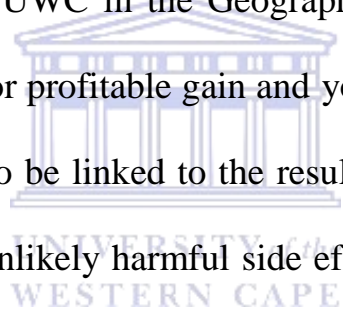 UWC in the Geograph
or profitable gain and yo
o be linked to the resul
UNIVERSITY of the
nlikely harmful side ef
WESTERN CAPE